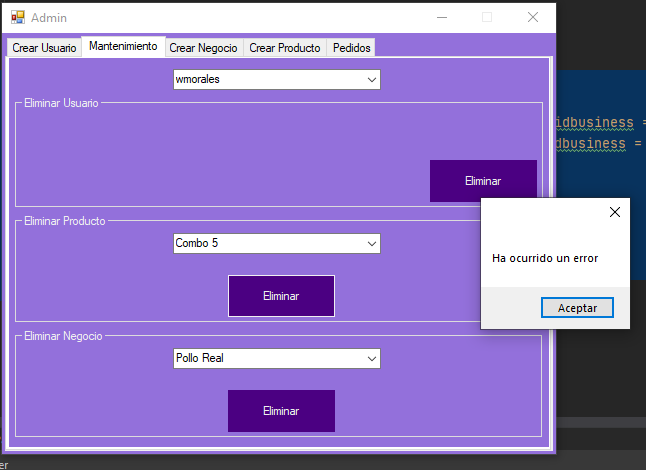 Admin
Crear Usuario
Mantenimiento
Crear Negocio
Crear Producto
Pedidos
wmorales
Eliminar Usuario
idbusiness =
dbusiness =
Eliminar
Eliminar Producto
Combo 5
Ha ocurrido un error
Eliminar
Aceptar
Eliminar Negocio
Pollo Real
Eliminar
er